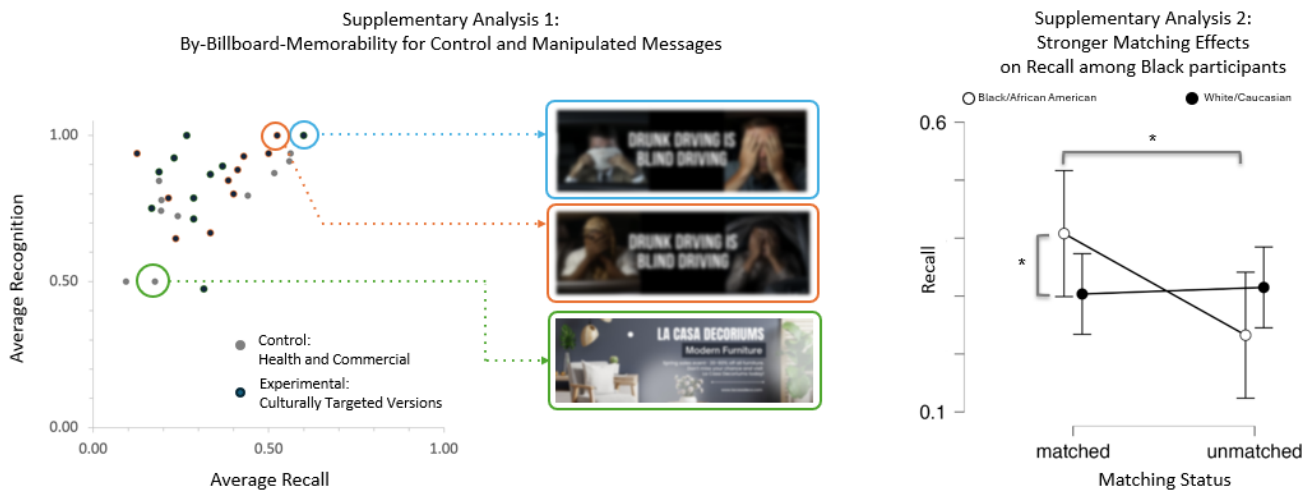 Supplementary Analysis 1:
By-Billboard-Memorability for Control and Manipulated Messages
Average Recognition
1.00
0.50
0.00
0.00
0.50
1.00
Average Recall
Control:
Health and Commercial
Experimental:
Culturally Targeted Versions
DRUNK DRVING IS
BLIND DRIVING
DRUNK DRVING IS
BLIND DRIVING
LA CASA DECORIUMS
Modern Furniture
Supplementary Analysis 2:
Stronger Matching Effects
on Recall among Black participants
Black/African American
White/Caucasian
0.6
Recall
0.1
*
*
matched
unmatched
Matching Status